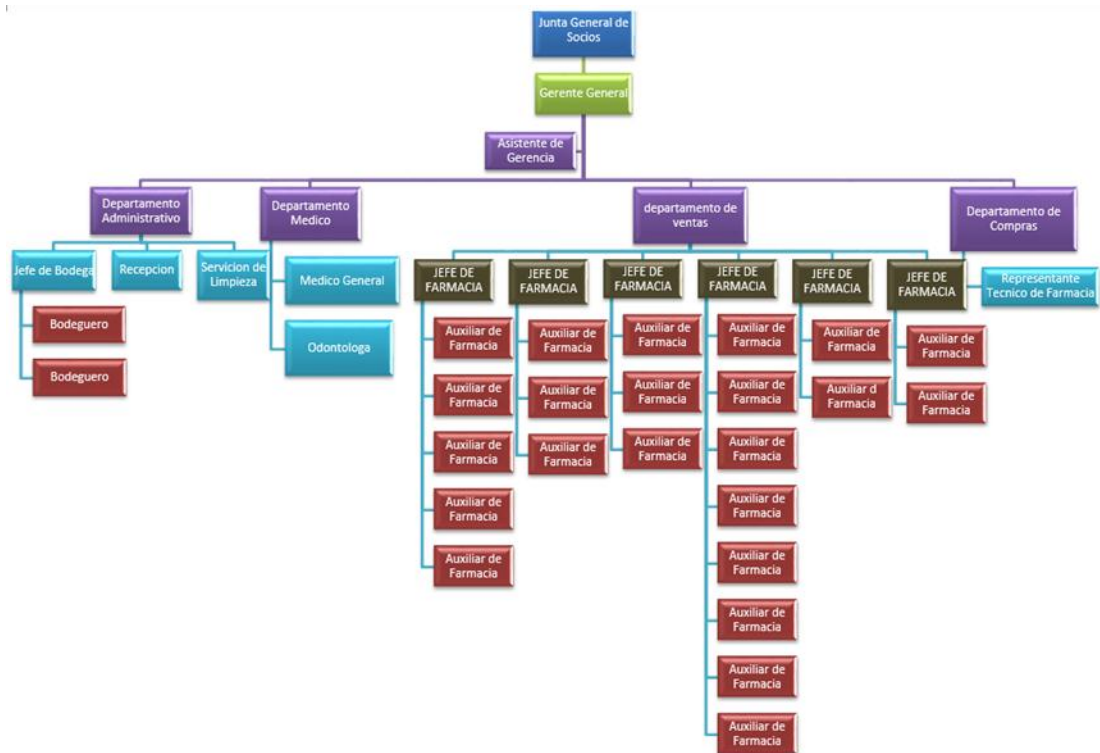 Junta General de
Socios
Gerente General
Asistente de
Gerencia
Departamento
Administrativo
Departamento
Medico
departamento de
ventas
Departamento de
Compras
Jefe de Bodega
Recepcion
Servicion de
Limpieza
Bodeguero
Bodeguero
Medico General
Odontologa
JEFE DE
FARMACIA
Auxiliar de
Farmacia
Auxiliar de
Farmacia
Auxiliar de
Farmacia
Auxiliar de
Farmacia
Auxiliar de
Farmacia
JEFE DE
FARMACIA
Auxiliar de
Farmacia
Auxiliar de
Farmacia
Auxiliar de
Farmacia
JEFE DE
FARMACIA
Auxiliar de
Farmacia
Auxiliar de
Farmacia
Auxiliar de
Farmacia
JEFE DE
FARMACIA
Auxiliar de
Farmacia
Auxiliar de
Farmacia
Auxiliar de
Farmacia
Auxiliar de
Farmacia
Auxiliar de
Farmacia
Auxiliar de
Farmacia
Auxiliar de
Farmacia
Auxiliar de
Farmacia
JEFE DE
FARMACIA
Auxiliar de
Farmacia
Auxiliar d
Farmacia
JEFE DE
FARMACIA
Auxiliar de
Farmacia
Auxiliar de
Farmacia
Representante
Tecnico de Farmacia